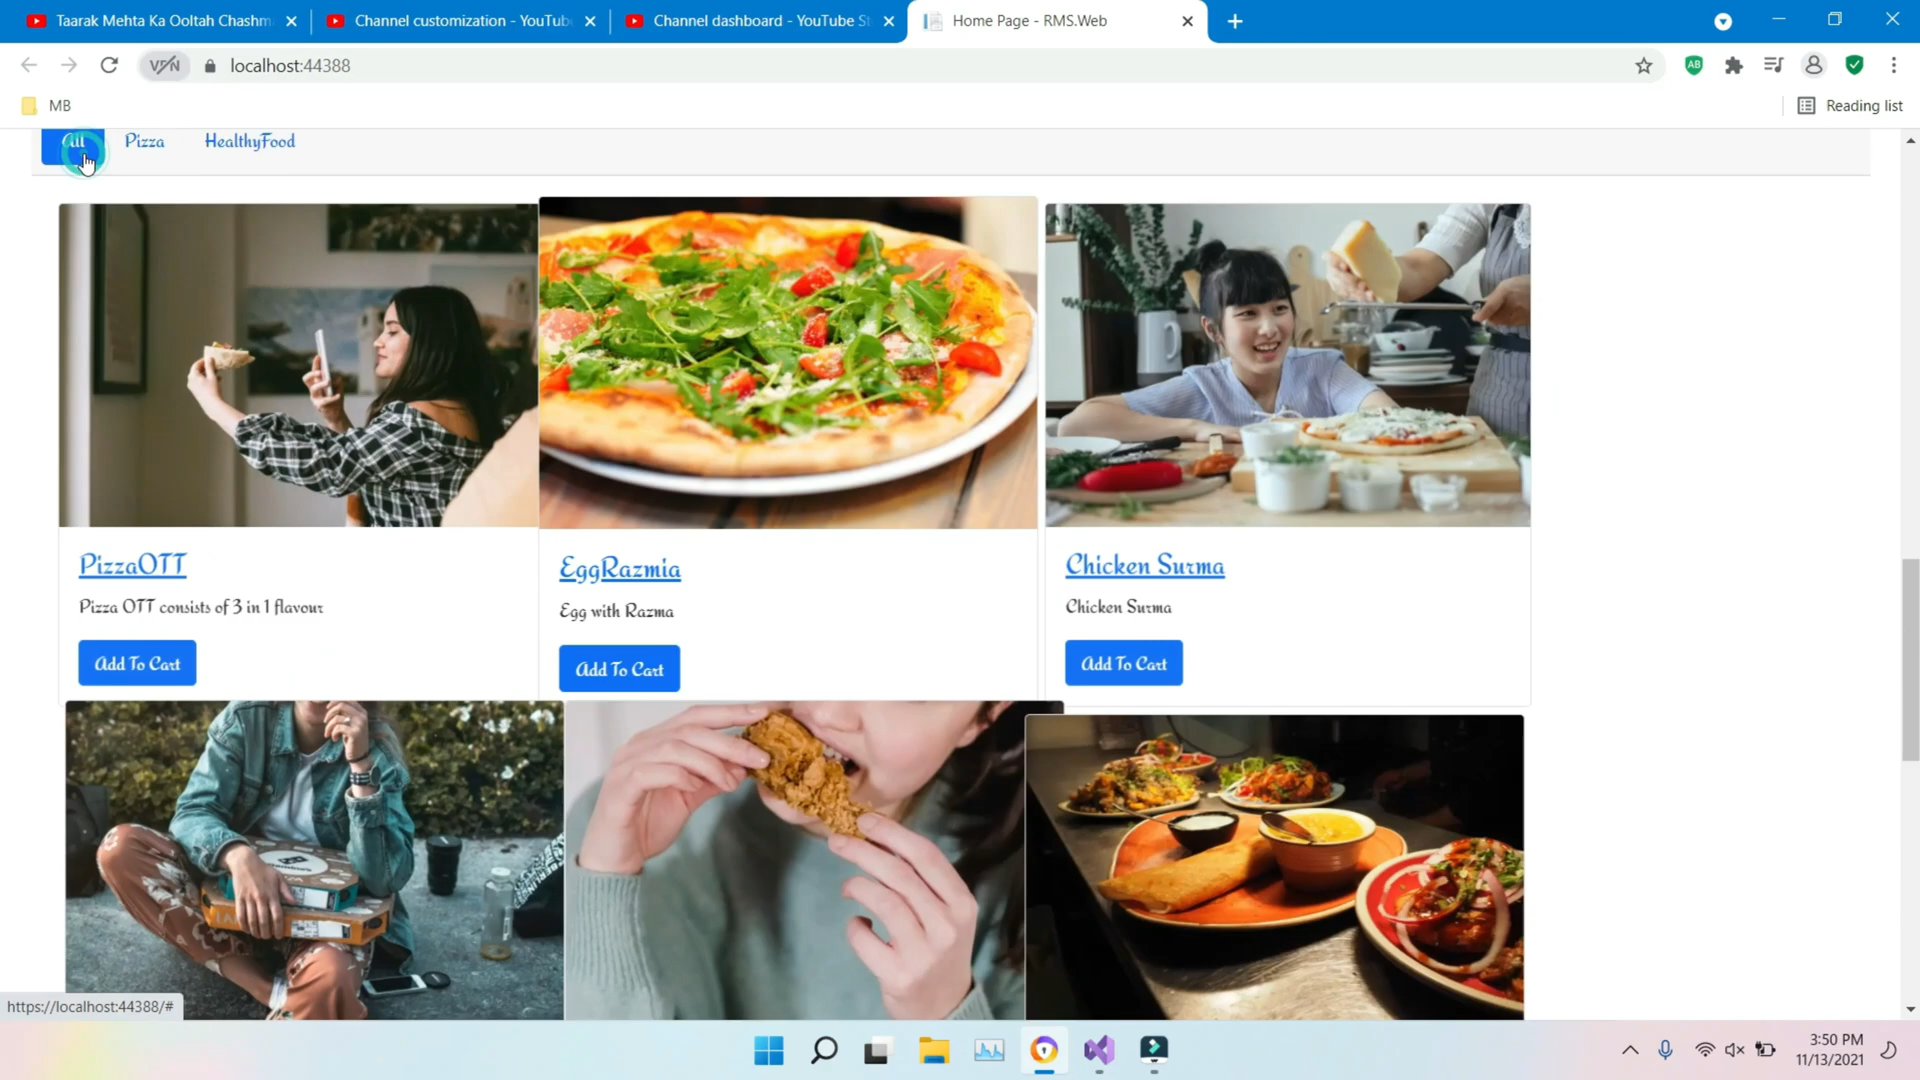 Taarak Mehta Ka Ooltah Chashm
Channel customization - YouTub
Channel dashboard - YouTube St
Home Page - RMS.Web
VPN
localhost:44388
AB
MB
Reading list
All
Pizza
HealthyFood
PizzaOTT
EggRazmia
Chicken Surma
Pizza OTT consists of 3 in 1 flavour
Egg with Razma
Chicken Surma
Add To Cart
Add To Cart
Add To Cart
https://localhost:44388/#
3:50 PM
11/13/2021